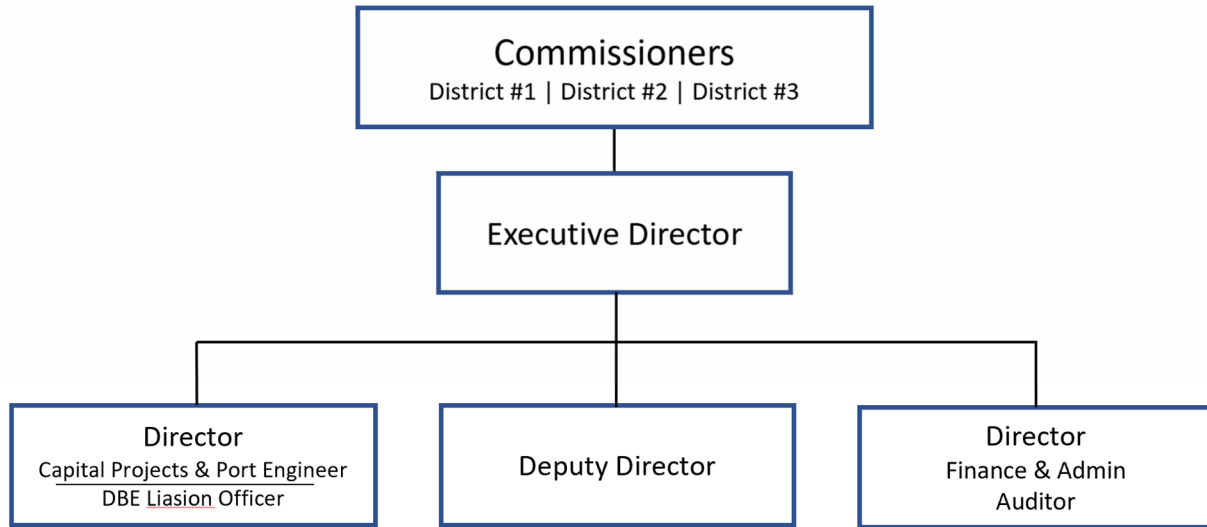 Commissioners
District #1 | District #2 | District #3
Executive Director
Director
Capital Projects & Port Engineer
DBE Liasion Officer
Deputy Director
Director
Finance & Admin
Auditor